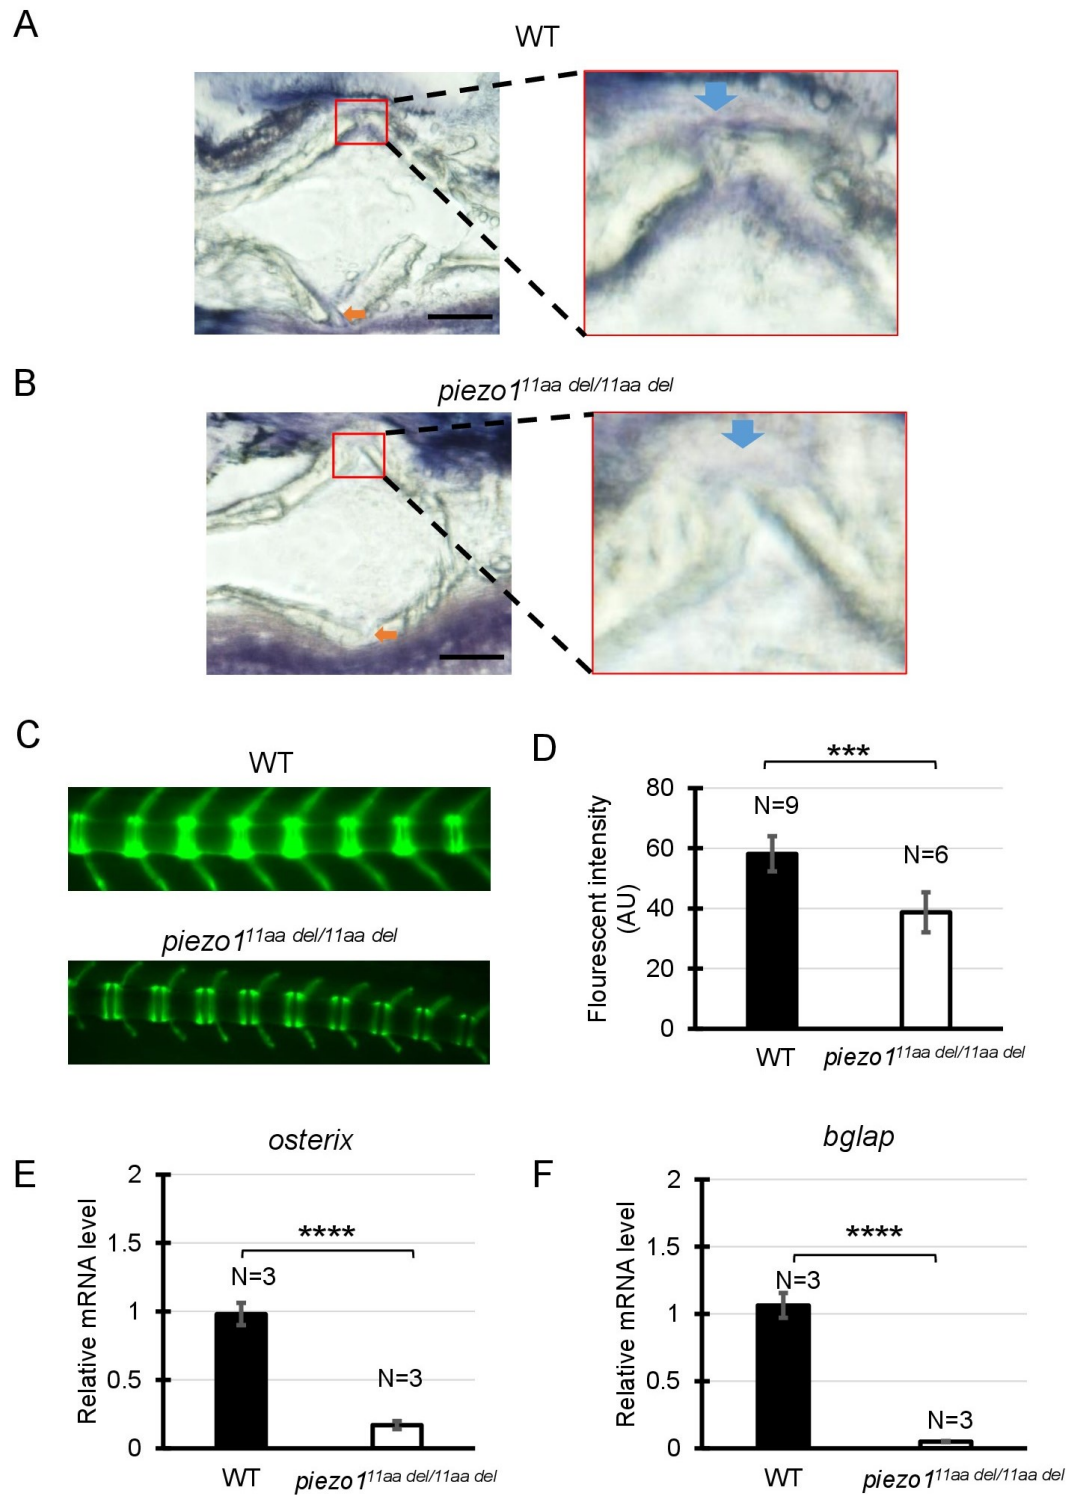 A
WT
B
piezo1 11aa del/11aa del
C
WT
piezo1 11aa del/11aa del
D
***
80
60
40
20
0
Flourescent intensity
(AU)
N=9
N=6
WT
piezo1 11aa del/11aa del
E
osterix
2
1.5
1
0.5
0
Relative mRNA level
****
N=3
N=3
WT
piezo1 11aa del/11aa del
F
bglap
2
1.5
1
0.5
0
Relative mRNA level
****
N=3
N=3
WT
piezo1 11aa del/11aa del